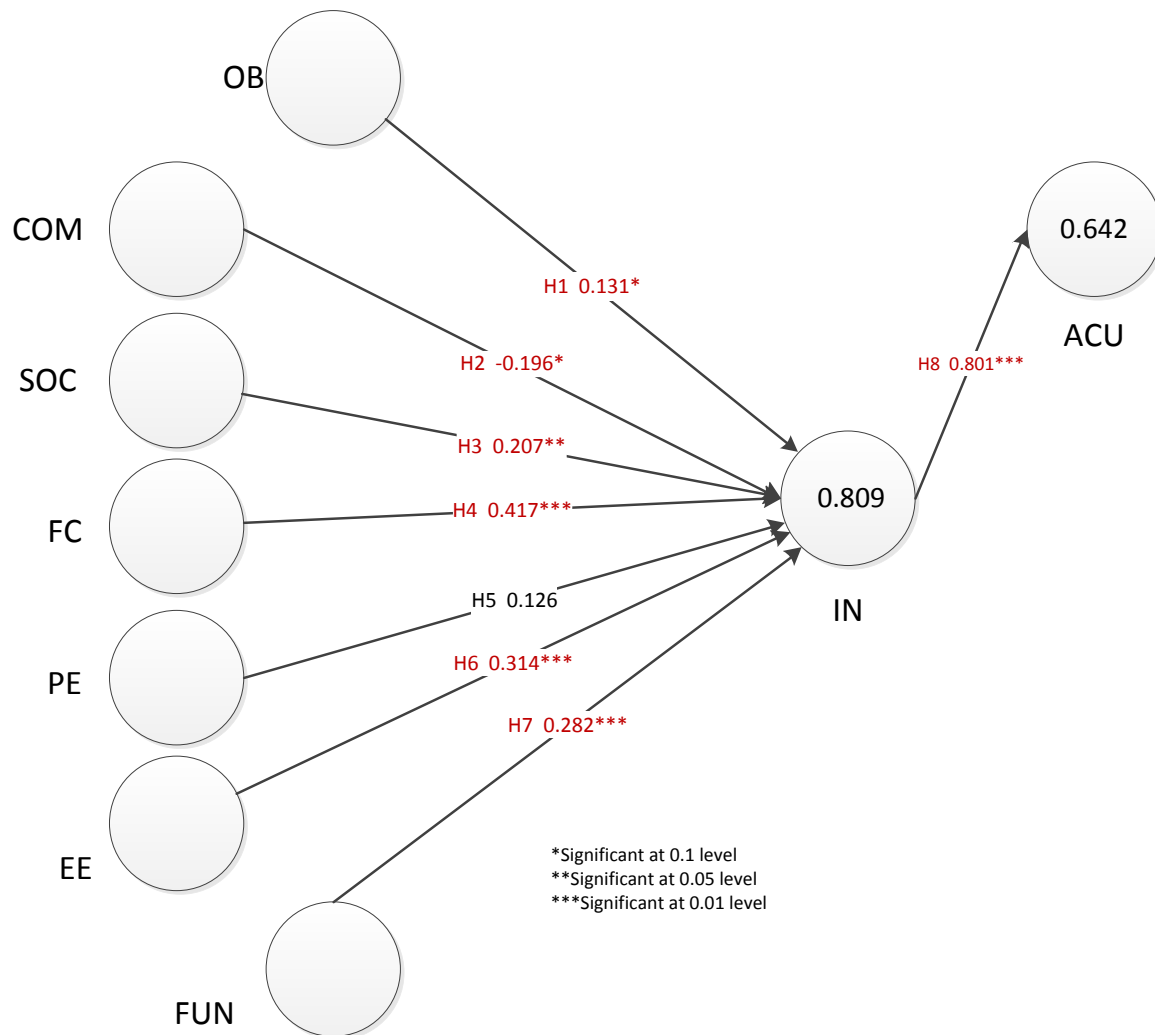 OB
COM
0.642
H1 0.131*
ACU
H2 -0.196*
H8 0.801***
SOC
H3 0.207**
0.809
H4 0.417***
FC
H5 0.126
IN
H6 0.314***
PE
H7 0.282***
EE
*Significant at 0.1 level
**Significant at 0.05 level
***Significant at 0.01 level
FUN